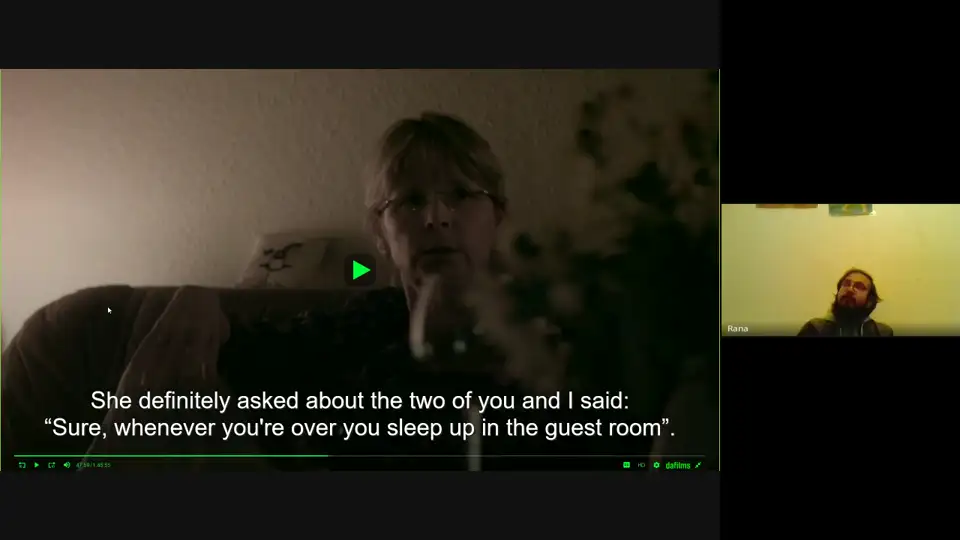 She definitely asked about the two of you and I said:
“Sure, whenever you're over you sleep up in the guest room”.
HD
dafilms
Rana